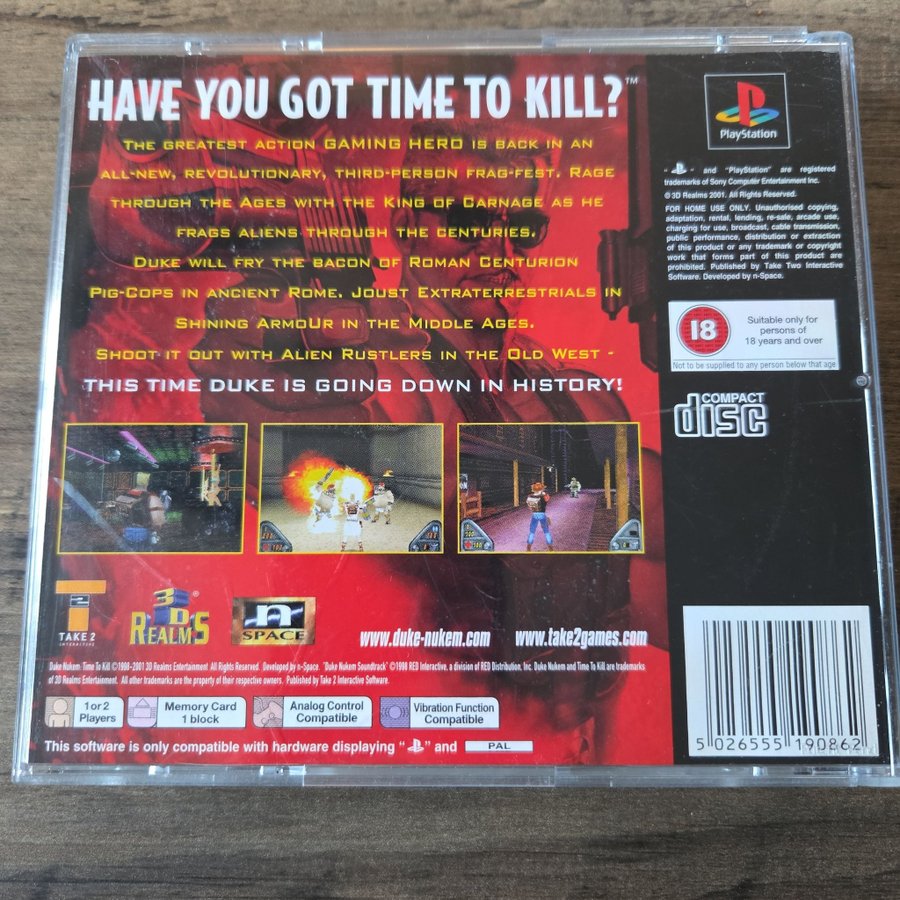 HAVE YOU GOT TIME TO KILL?™
THE GREATEST ACTION GAMING HERO IS BACK IN AN
ALL-NEW, REVOLUTIONARY, THIRD-PERSON FRAG-FEST. RAGE
THROUGH THE AGES WITH THE KING OF CARNAGE AS HE
FRAGS ALIENS THROUGH THE CENTURIES.
DUKE WILL FRY THE BACON OF ROMAN CENTURION
PIG-COPS IN ANCIENT ROME. JOUST EXTRATERRESTRIALS IN
SHINING ARMOUR IN THE MIDDLE AGES.
SHOOT IT OUT WITH ALIEN RUSTLERS IN THE OLD WEST -
THIS TIME DUKE IS GOING DOWN IN HISTORY!
T2
TAKE 2
INTERACTIVE
3D
REALMS®
n
SPACE
www.duke-nukem.com www.take2games.com
Duke Nukem: Time To Kill ©1998-2001 3D Realms Entertainment All Rights Reserved. Developed by n-Space. "Duke Nukem Soundtrack" ©1998 RED Interactive, a division of RED Distribution, Inc. Duke Nukem and Time To Kill are trademarks
of 3D Realms Entertainment. All other trademarks are the property of their respective owners. Published by Take 2 Interactive Software.
1 or 2
Players
Memory Card
1 block
Analog Control
Compatible
Vibration Function
Compatible
This software is only compatible with hardware displaying "PS" and PAL
PlayStation
"PS" and "PlayStation" are registered
trademarks of Sony Computer Entertainment Inc.
© 3D Realms 2001. All Rights Reserved.
FOR HOME USE ONLY. Unauthorised copying,
adaptation, rental, lending, re-sale, arcade use,
charging for use, broadcast, cable transmission,
public performance, distribution or extraction
of this product or any trademark or copyright
work that forms part of this product are
prohibited. Published by Take Two Interactive
Software. Developed by n-Space.
18
Suitable only for
persons of
18 years and over
Not to be supplied to any person below that age
COMPACT
disc
5 026555 190862